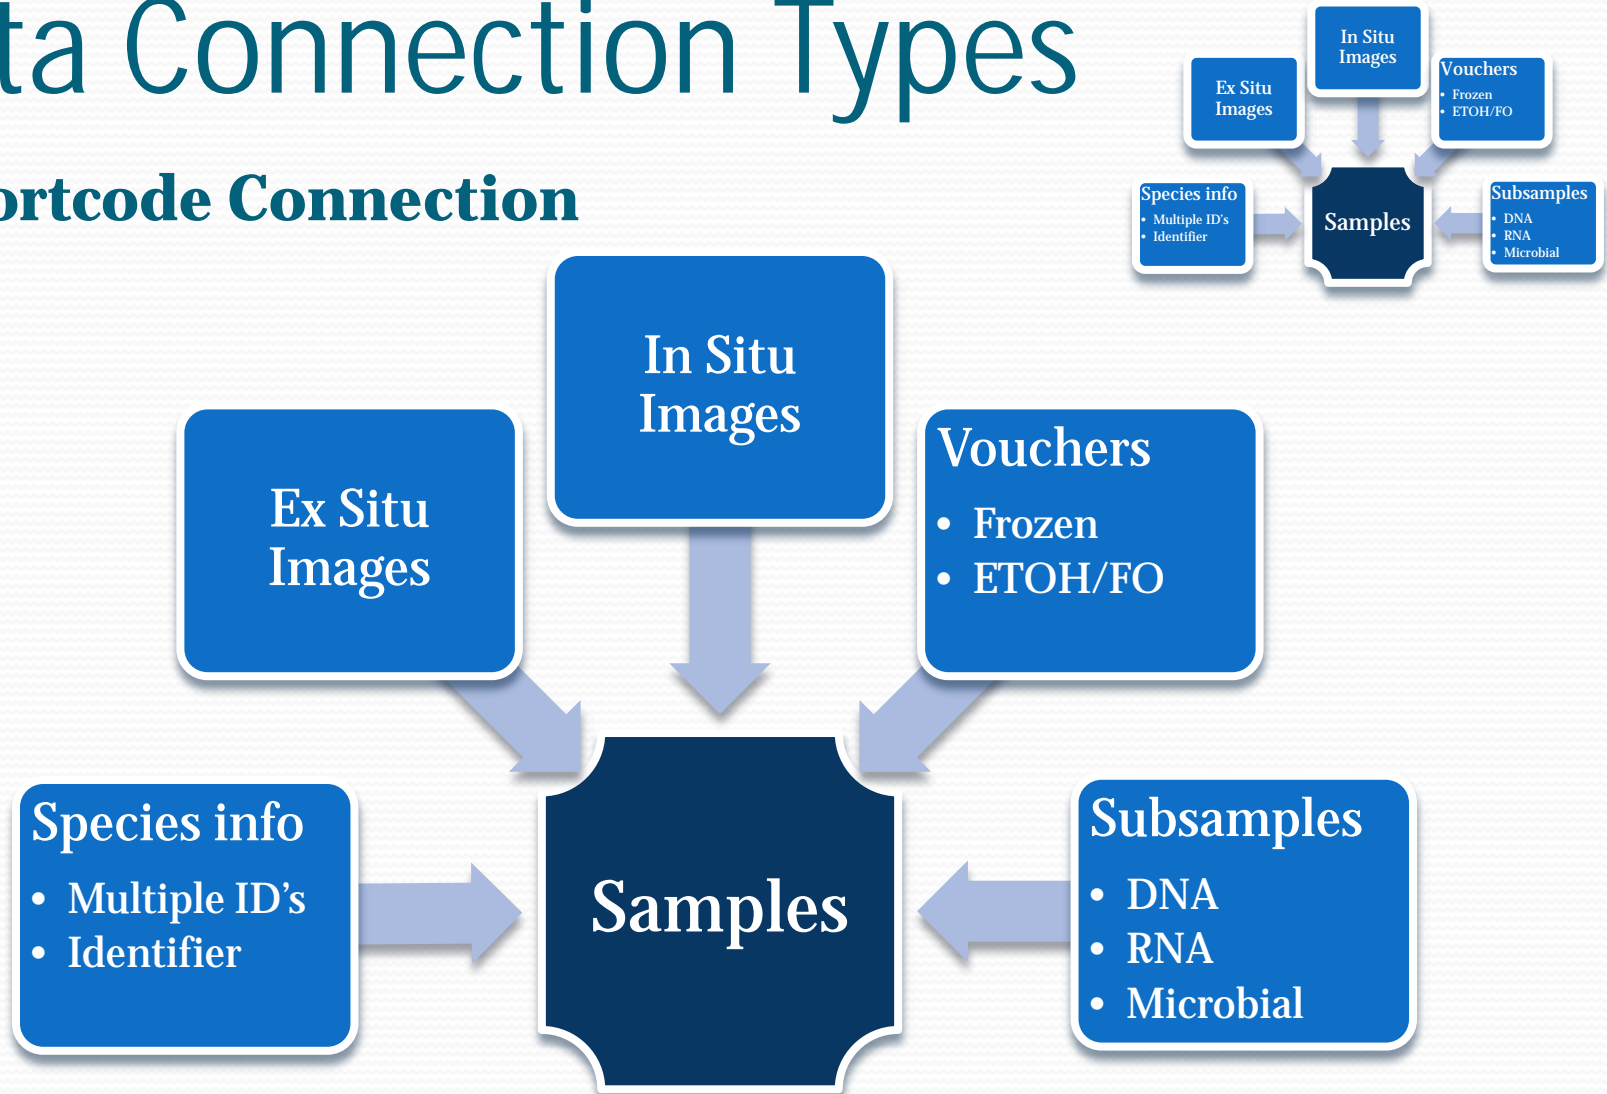 ta Connection Types
ortcode Connection
In Situ
Images
Ex Situ
Images
Vouchers
• Frozen
• ETOH/FO
Species info
• Multiple ID's
• Identifier
Samples
Subsamples
• DNA
• RNA
• Microbial
In Situ
Images
Ex Situ
Images
Vouchers
• Frozen
• ETOH/FO
Species info
• Multiple ID’s
• Identifier
Samples
Subsamples
• DNA
• RNA
• Microbial